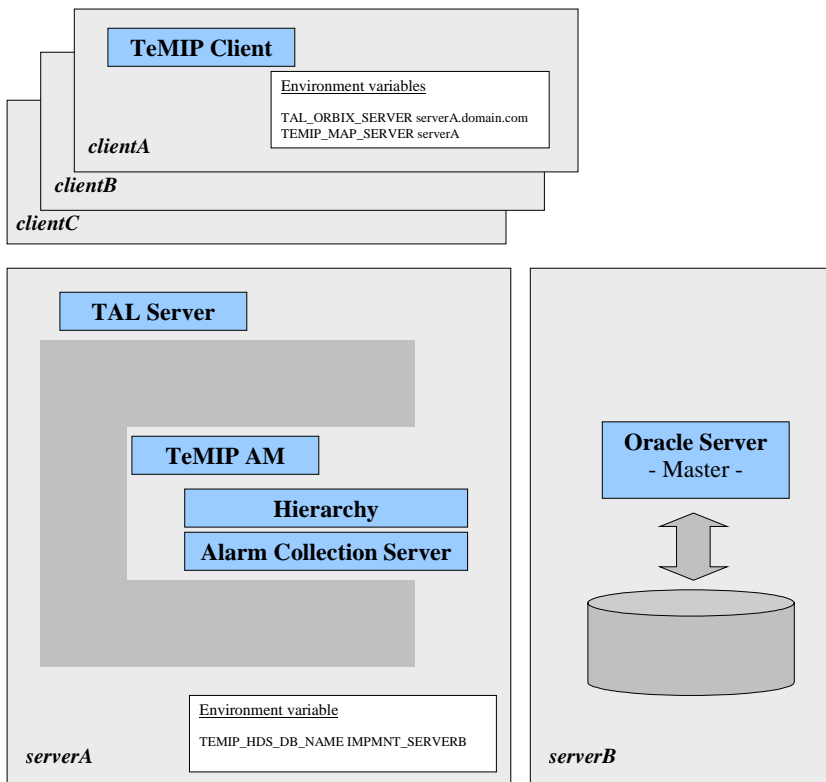 TeMIP Client
Environment variables
TAL_ORBIX_SERVER serverA.domain.com
TEMIP_MAP_SERVER serverA
clientA
clientB
clientC
TAL Server
TeMIP AM
Hierarchy
Alarm Collection Server
Environment variable
TEMIP_HDS_DB_NAME IMPMNT_SERVERB
serverA
Oracle Server
- Master -
serverB